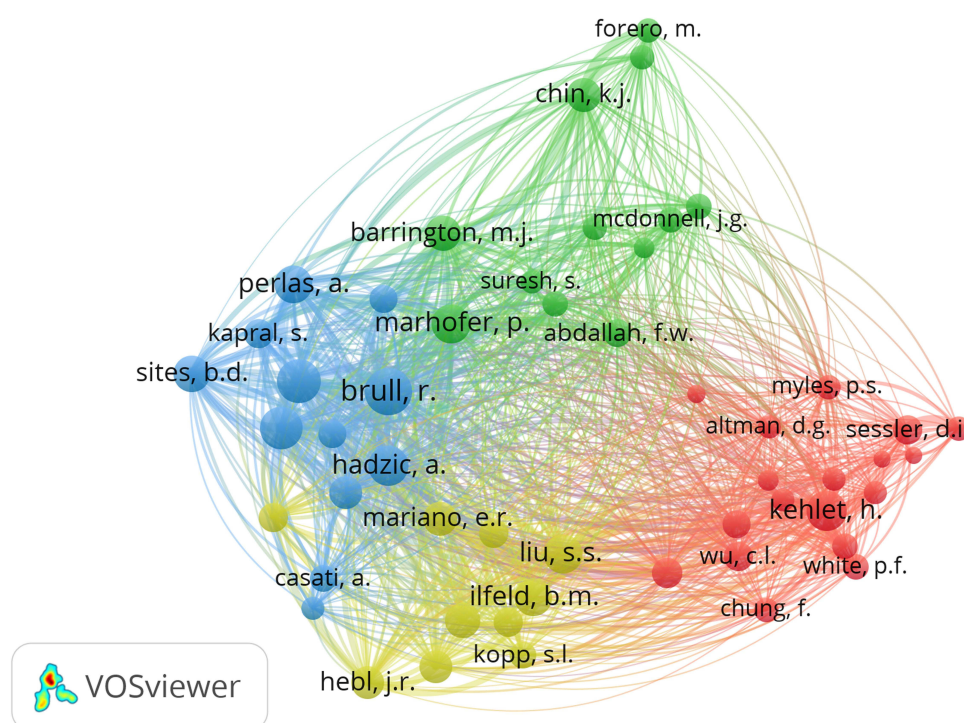 forero, m.
chin, k.j.
mcdonnell, j.g.
barrington, m.j.
suresh, s.
perlas, a.
marhofer, p.
kapral, s.
abdallah, f.w.
sites, b.d.
brull, r.
myles, p.s.
altman, d.g.
sessler, d.i
hadzic, a.
kehlet, h.
mariano, e.r.
liu, s.s.
wu, c.l.
white, p.f.
casati, a.
ilfeld, b.m.
chung, f.
kopp, s.l.
hebl, j.r.
VOSviewer